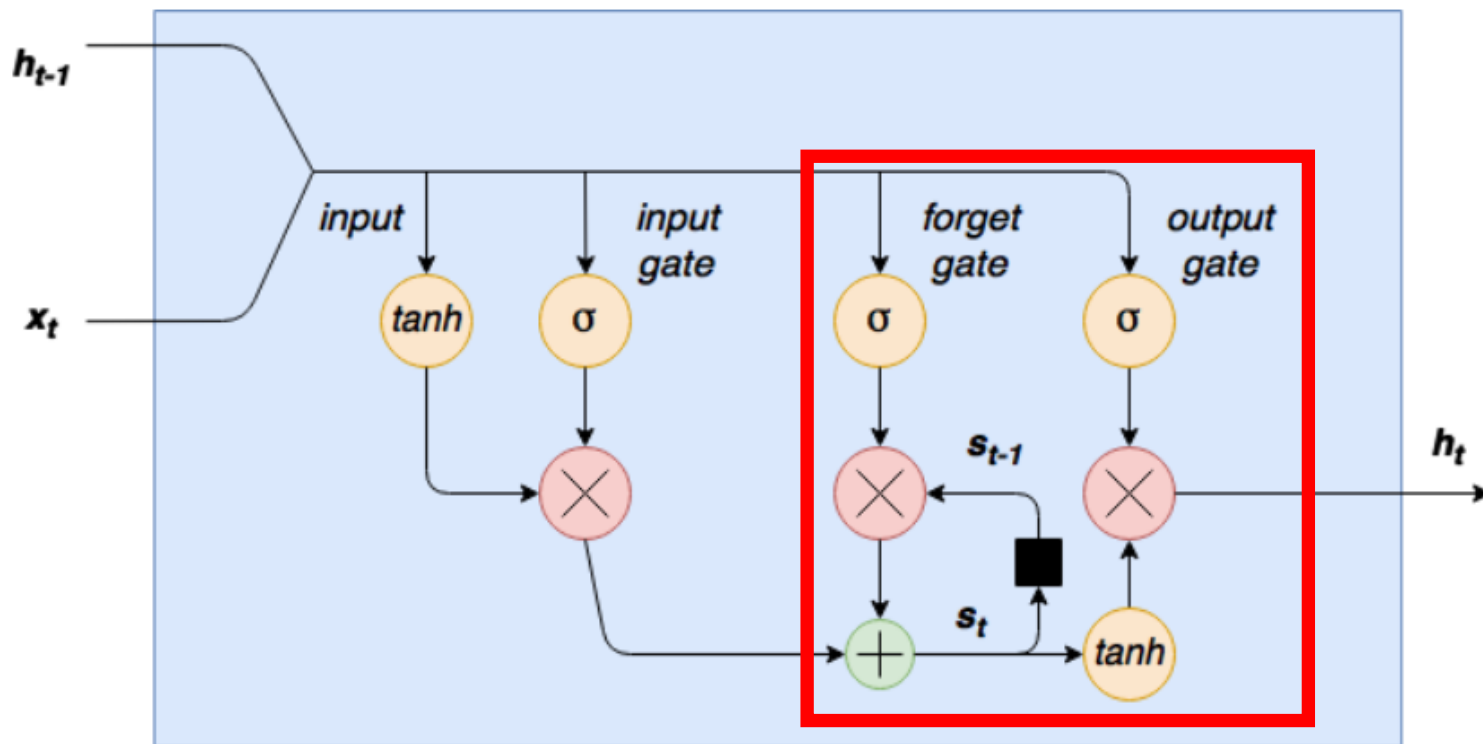 h_{t-1}
input
input
gate
forget
gate
output
gate
x_t
tanh
σ
σ
σ
s_{t-1}
h_t
s_t
tanh